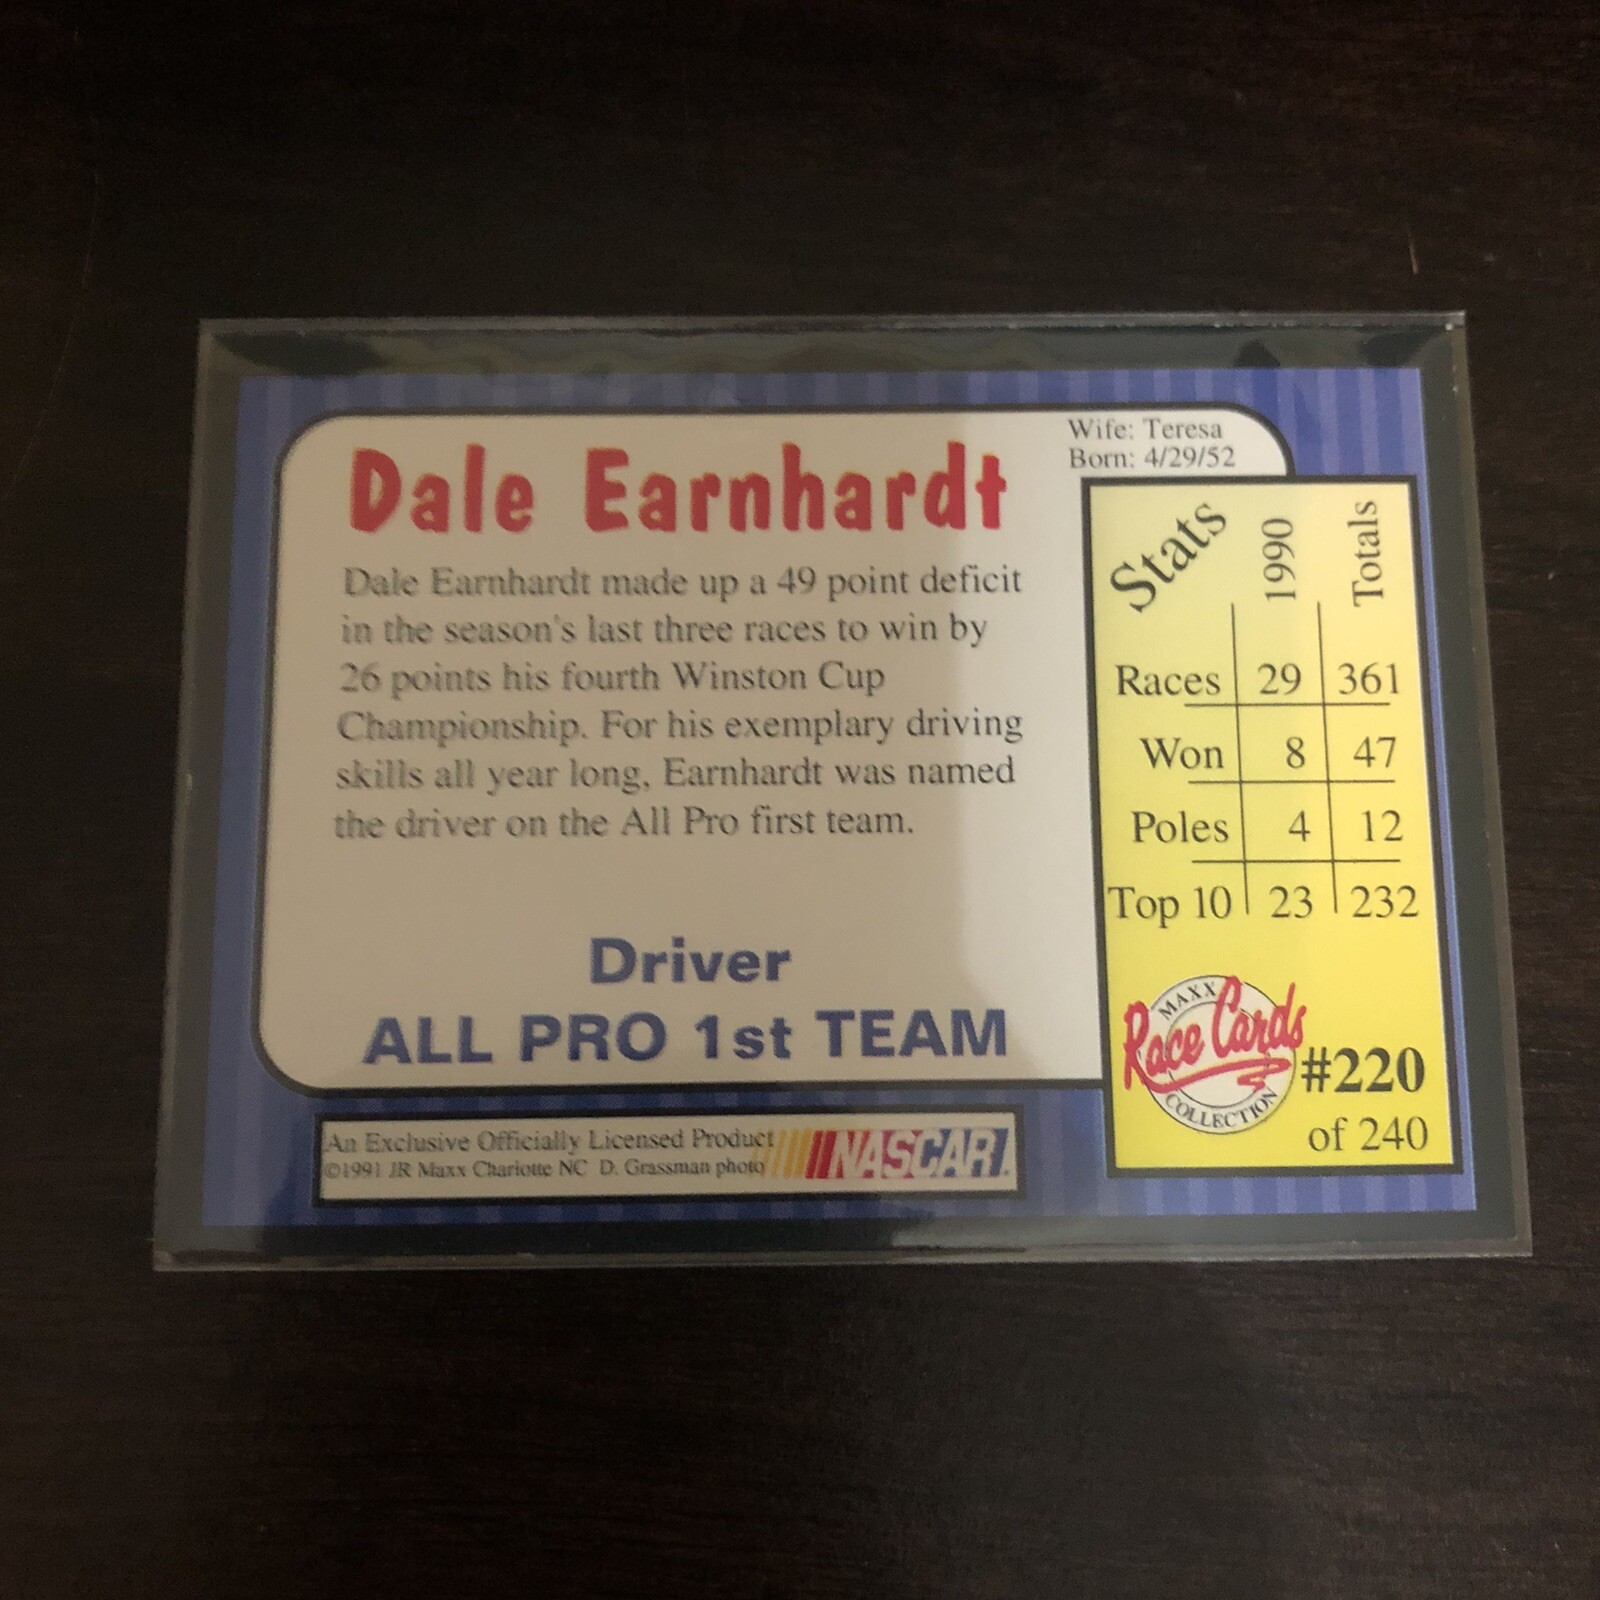 Wife: Teresa
Born: 4/29/52
Dale Earnhardt
Dale Earnhardt made up a 49 point deficit
in the season's last three races to win by
26 points his fourth Winston Cup
Championship. For his exemplary driving
skills all year long, Earnhardt was named
the driver on the All Pro first team.
Driver
ALL PRO 1st TEAM
Stats 1990 Totals
Races 29 361
Won 8 47
Poles 4 12
Top 10 23 232
MAXX
Race Cards
COLLECTION
#220
of 240
An Exclusive Officially Licensed Product
©1991 JR Maxx Charlotte NC D. Grassman photo
NASCAR